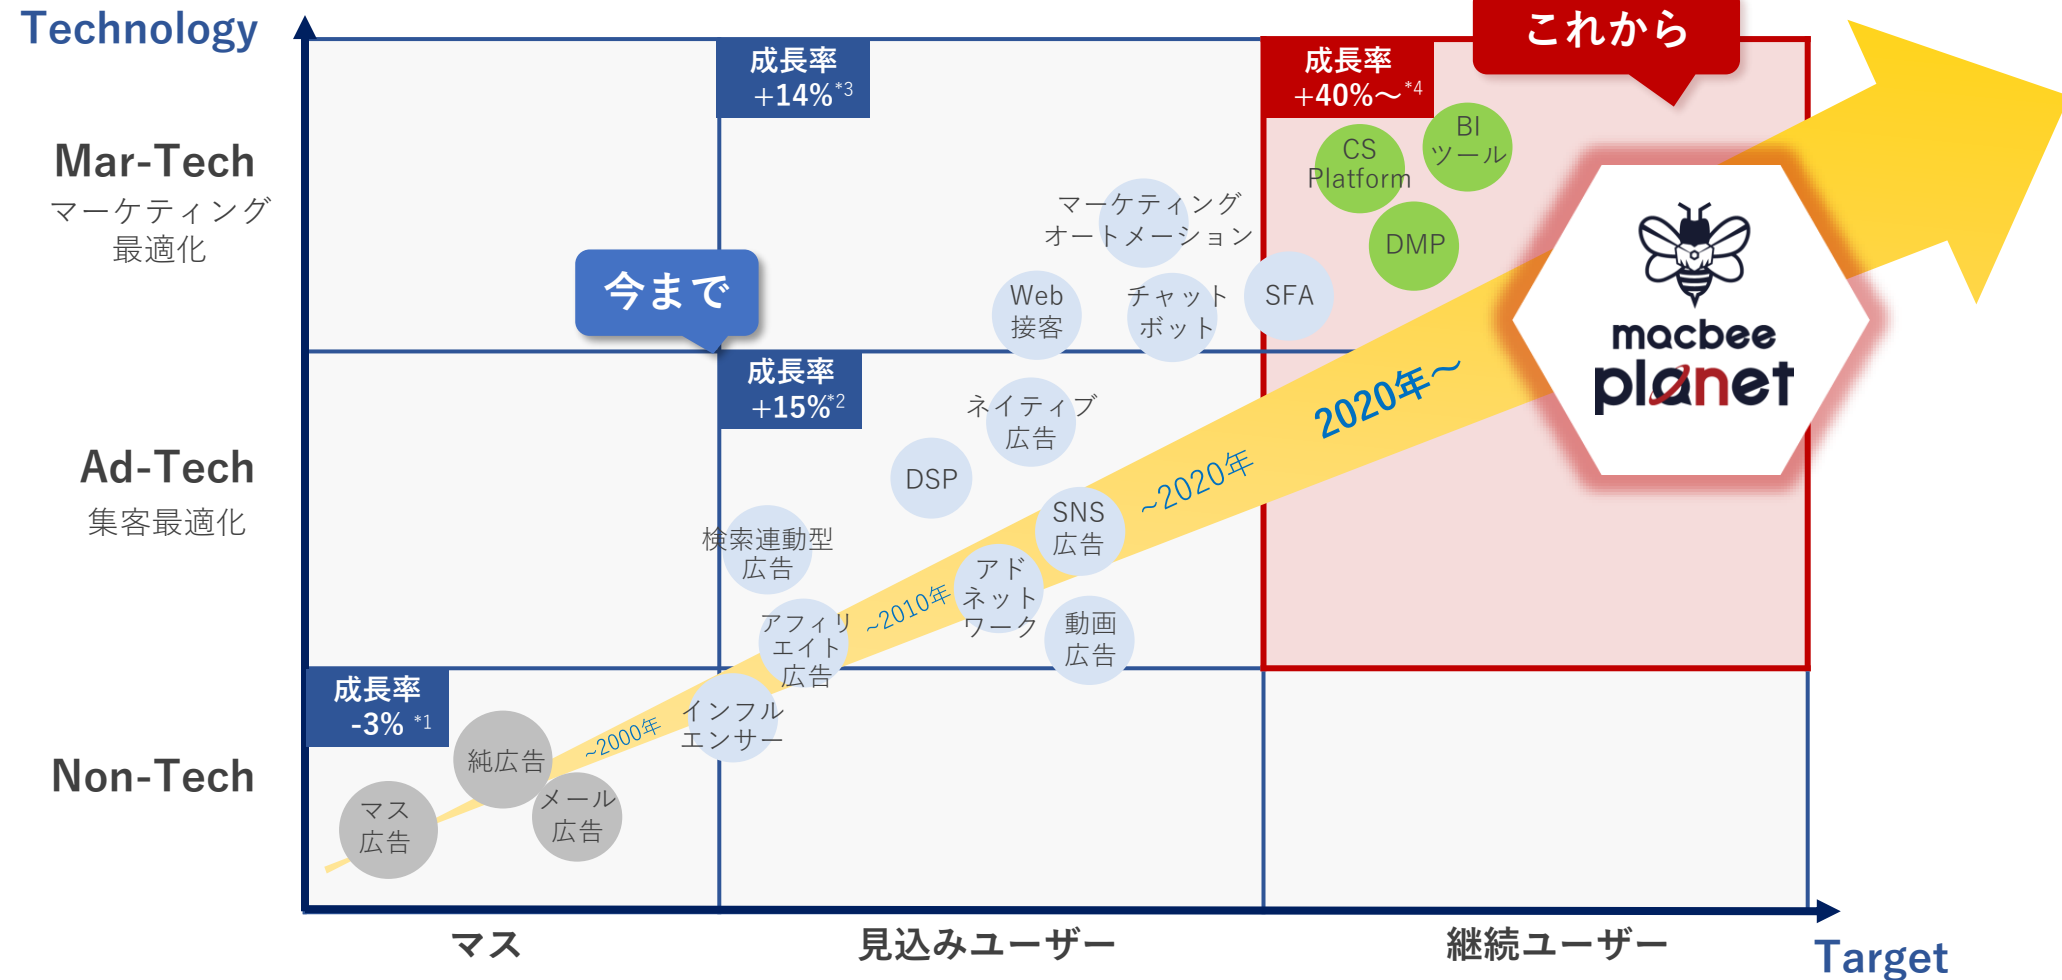 Technology
これから
成長率
+14%*3
成長率
+40%～*4
Mar-Tech
マーケティング
最適化
BI
ツール
CS
Platform
マーケティング
オートメーション
DMP
今まで
Web
接客
チャット
ボット
SFA
macbee
planet
成長率
+15%*2
2020年～
ネイティブ
広告
Ad-Tech
集客最適化
DSP
~2020年
SNS
広告
検索連動型
広告
アド
ネット
ワーク
~2010年
アフィリ
エイト
広告
動画
広告
成長率
-3% *1
インフル
エンサー
~2000年
Non-Tech
純広告
メール
広告
マス
広告
マス
見込みユーザー
継続ユーザー
Target